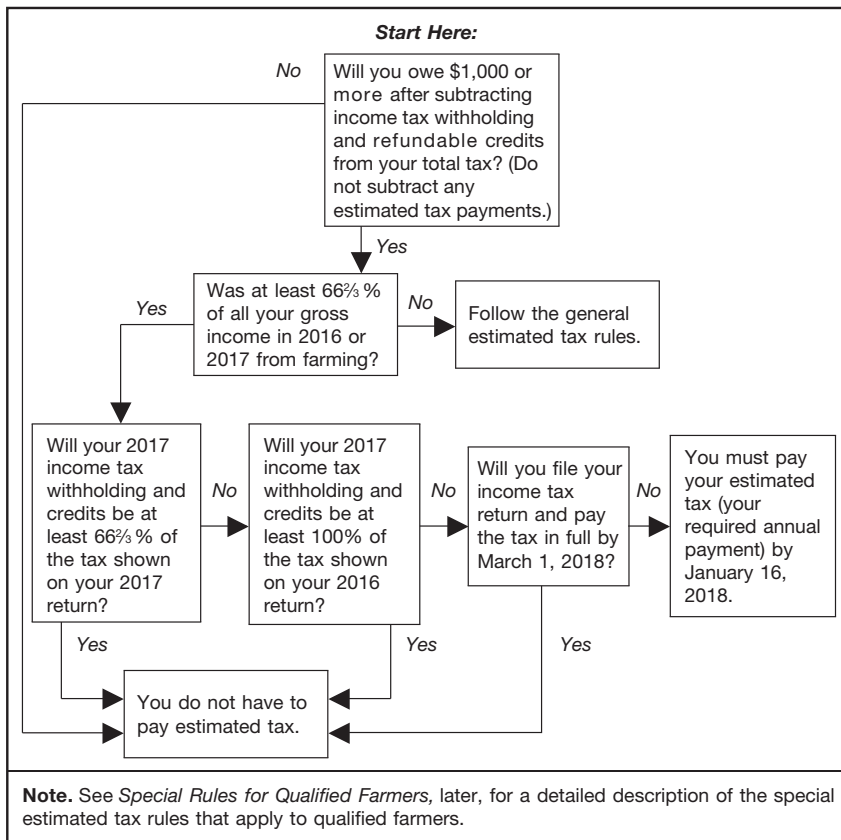 Start Here:
No
Will you owe $1,000 or
more after subtracting
income tax withholding
and refundable credits
from your total tax? (Do
not subtract any
estimated tax payments.)
Yes
Yes
Was at least 66⅔ %
of all your gross
income in 2016 or
2017 from farming?
No
Follow the general
estimated tax rules.
Will your 2017
income tax
withholding and
credits be at
least 66⅔ % of
the tax shown
on your 2017
return?
No
Will your 2017
income tax
withholding and
credits be at
least 100% of
the tax shown
on your 2016
return?
No
Will you file your
income tax
return and pay
the tax in full by
March 1, 2018?
No
You must pay
your estimated
tax (your
required annual
payment) by
January 16,
2018.
Yes
Yes
Yes
You do not have to
pay estimated tax.
Note. See Special Rules for Qualified Farmers, later, for a detailed description of the special
estimated tax rules that apply to qualified farmers.